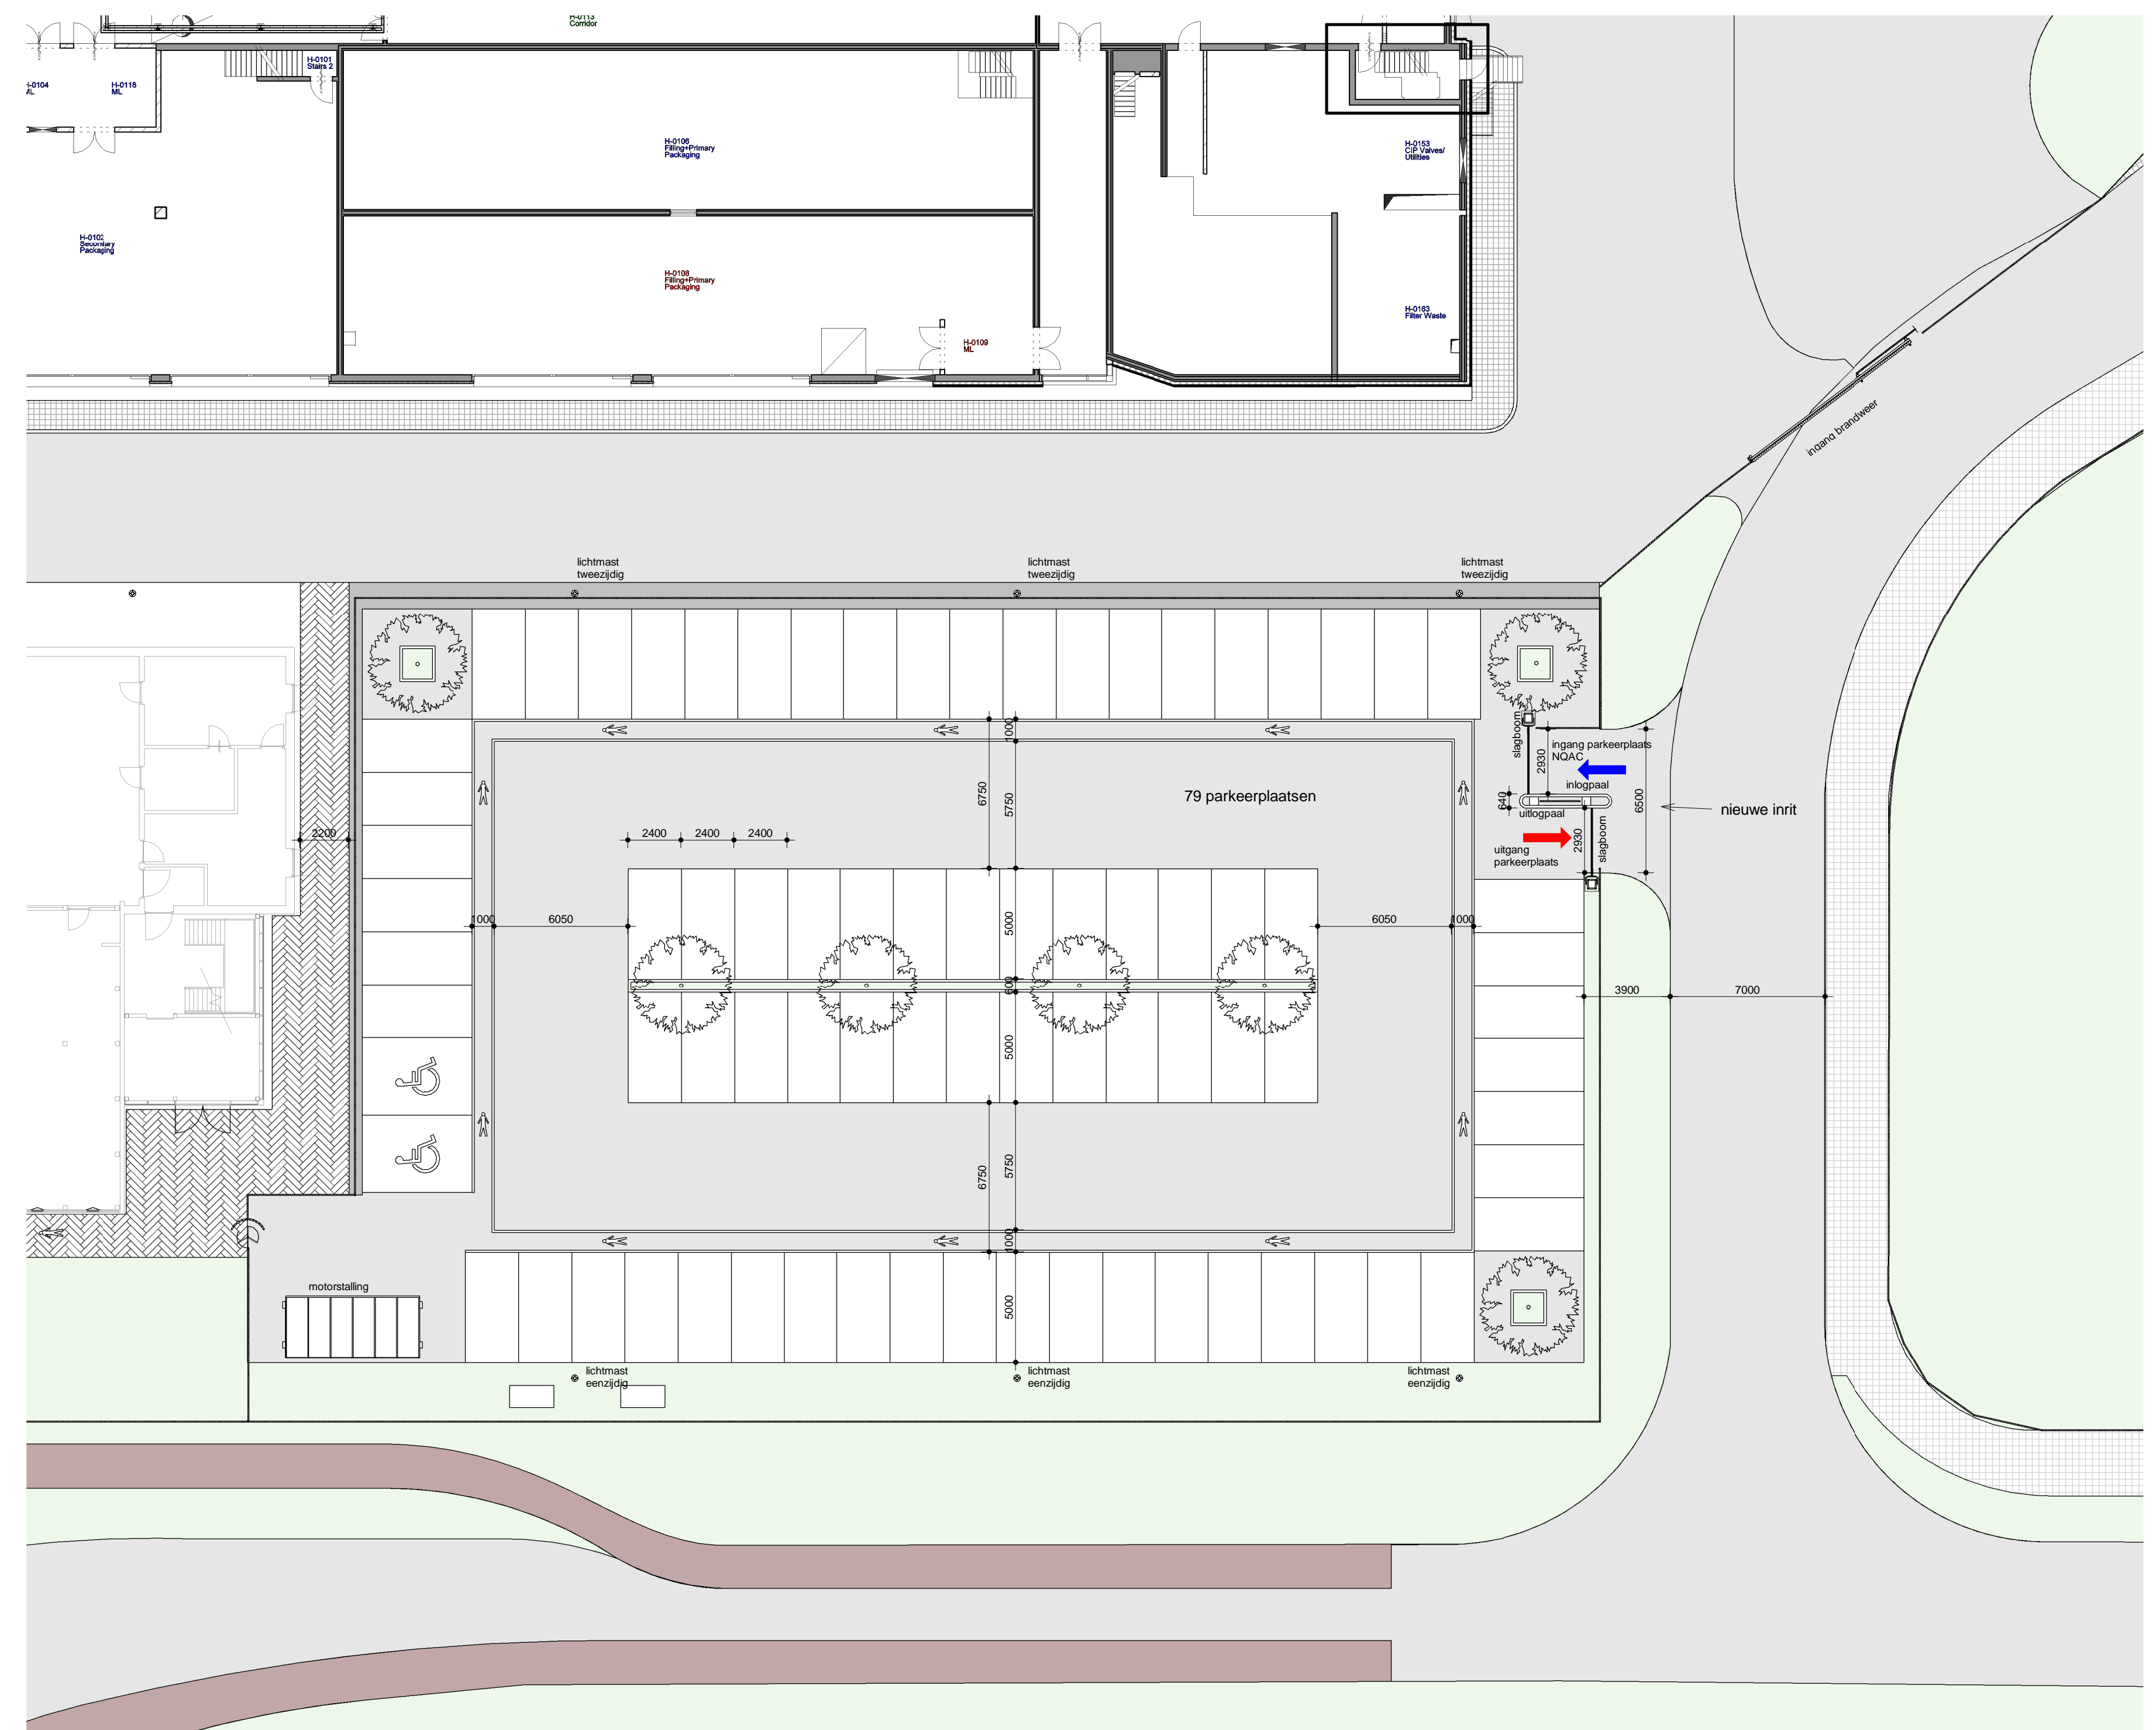 H-0113
Corridor
H-0101
Stairs 2
H-0104
ML
H-0118
ML
H-0106
Filling+Primary
Packaging
H-0153
CIP Valves/
Utilities
H-0102
Secondary
Packaging
H-0108
Filling+Primary
Packaging
H-0163
Filter Waste
H-0109
ML
ingang brandweer
lichtmast
tweezijdig
lichtmast
tweezijdig
lichtmast
tweezijdig
slagboom
ingang parkeerplaats
NQAC
2930
inlogpaal
640
uitlogpaal
6500
nieuwe inrit
uitgang
parkeerplaats
2930
slagboom
1000
6750
5750
79 parkeerplaatsen
2200
2400
2400
2400
1000
6050
5000
6050
1000
600
3900
7000
5000
6750
5750
1000
motorstalling
5000
lichtmast
eenzijdig
lichtmast
eenzijdig
lichtmast
eenzijdig